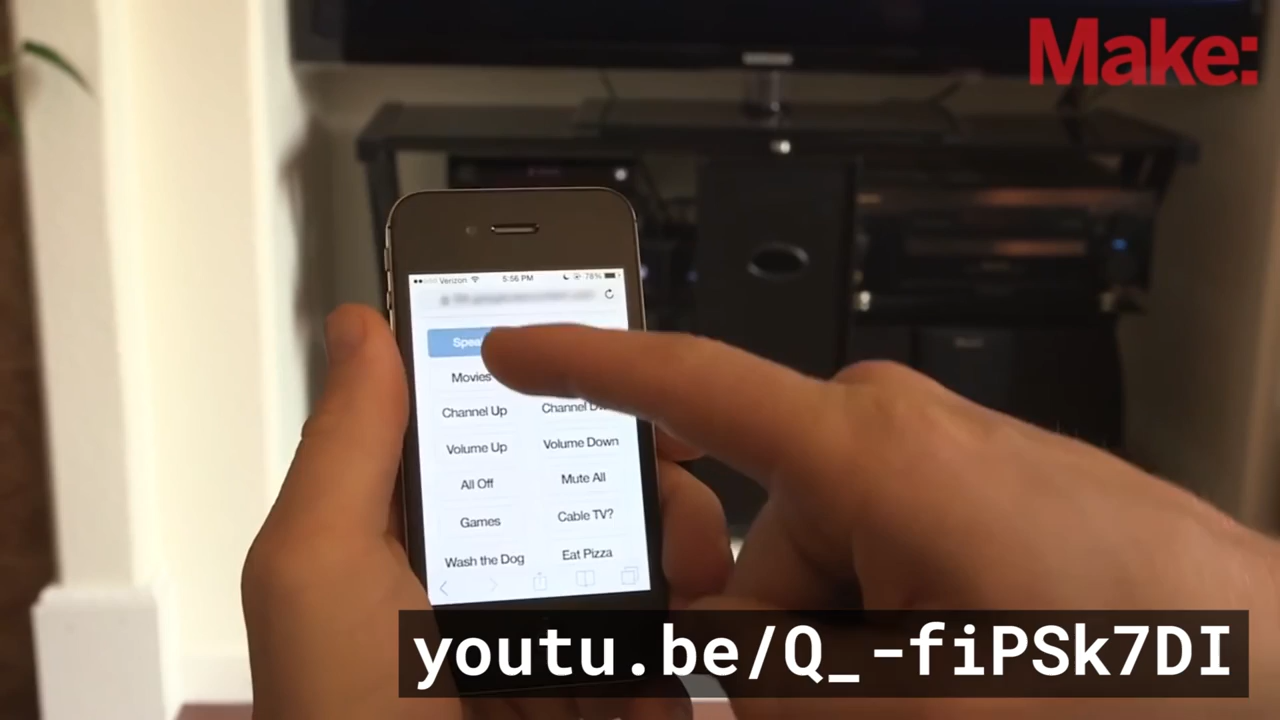 Make:
Verizon 5:56 PM 78%
Movies
Channel Up Channel
Volume Up Volume Down
All Off Mute All
Games Cable TV?
Wash the Dog Eat Pizza
youtu.be/Q_-fiPSk7DI